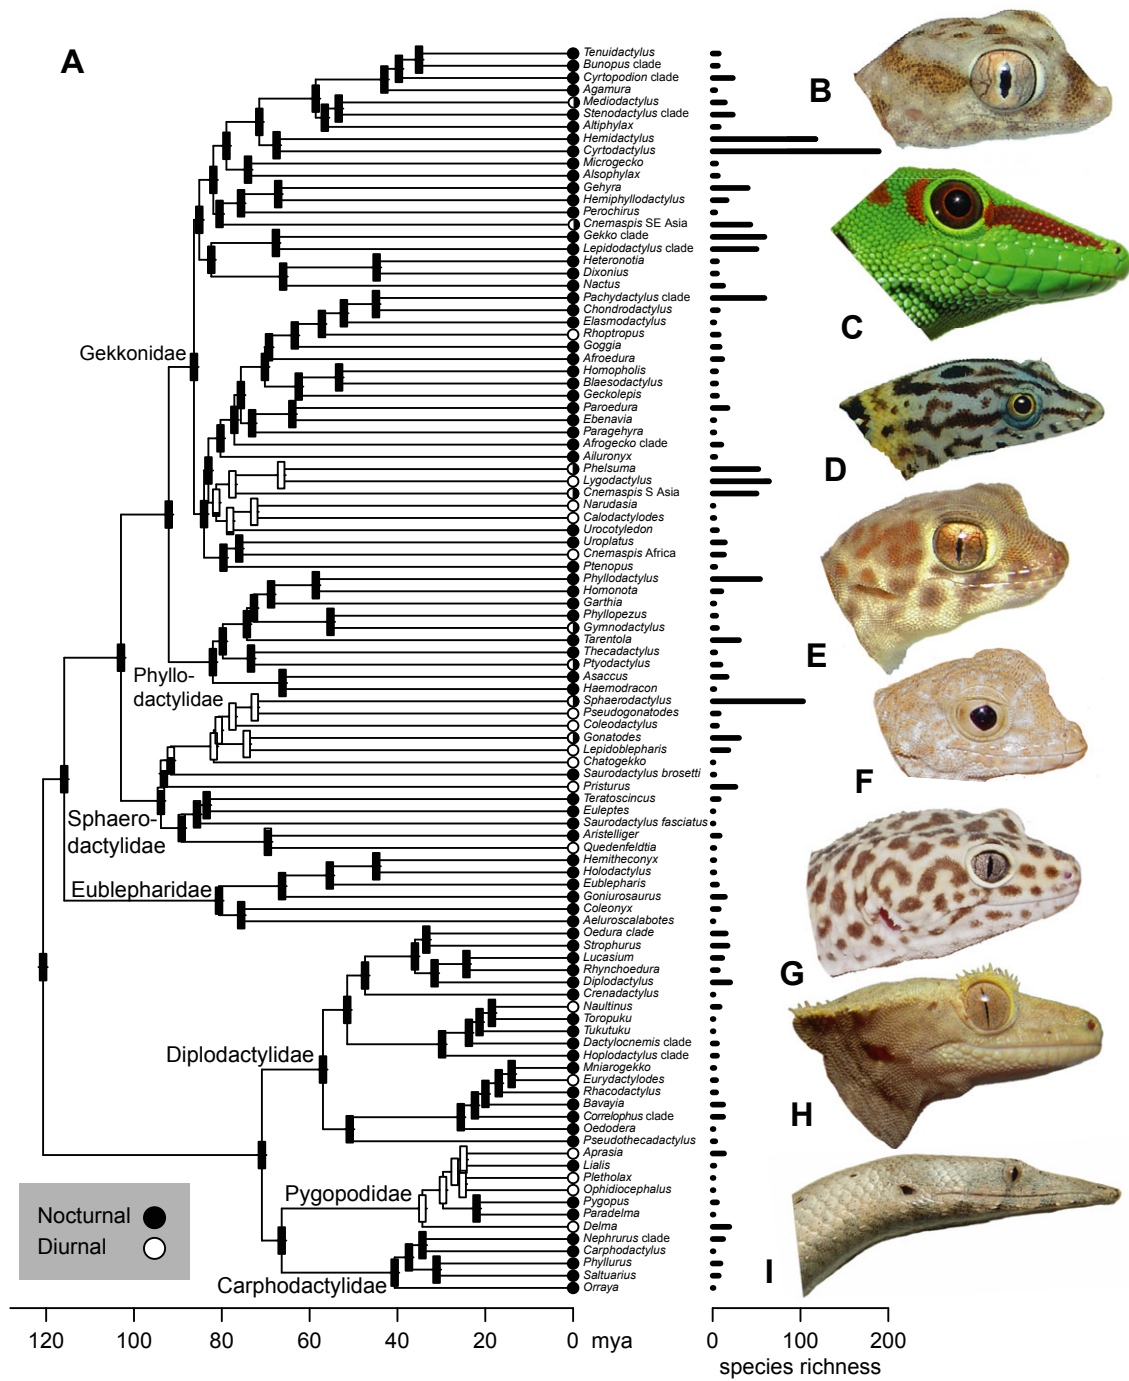 A
Tenuidactylus
Bunopus clade
Cyrtopodion clade
Agamura
Mediodactylus
Stenodactylus clade
Altiphylax
Hemidactylus
Cyrtodactylus
Microgecko
Alsophylax
Gehyra
Hemiphyllodactylus
Perochirus
Cnemaspis SE Asia
Gekko clade
Lepidodactylus clade
Heteronotia
Dixonius
Nactus
Pachydactylus clade
Chondrodactylus
Elasmodactylus
Rhoptropus
Goggia
Afroedura
Homopholis
Blaesodactylus
Geckolepis
Paroedura
Ebenavia
Paragehyra
Afrogecko clade
Ailuronyx
Phelsuma
Lygodactylus
Cnemaspis S Asia
Narudasia
Calodactylodes
Urocotyledon
Uroplatus
Cnemaspis Africa
Ptenopus
Phyllodactylus
Homonota
Garthia
Phyllopezus
Gymnodactylus
Tarentola
Thecadactylus
Ptyodactylus
Asaccus
Haemodracon
Sphaerodactylus
Pseudogonatodes
Coleodactylus
Gonatodes
Lepidoblepharis
Chatogekko
Saurodactylus brosetti
Pristurus
Teratoscincus
Euleptes
Saurodactylus fasciatus
Aristelliger
Quedenfeldtia
Hemitheconyx
Holodactylus
Eublepharis
Goniurosaurus
Coleonyx
Aeluroscalabotes
Oedura clade
Strophurus
Lucasium
Rhynchoedura
Diplodactylus
Crenadactylus
Naultinus
Toropuku
Tukutuku
Dactylocnemis clade
Hoplodactylus clade
Mniarogekko
Eurydactylodes
Rhacodactylus
Bavayia
Correlophus clade
Oedodera
Pseudothecadactylus
Aprasia
Lialis
Pletholax
Ophidiocephalus
Pygopus
Paradelma
Delma
Nephrurus clade
Carphodactylus
Phyllurus
Saltuarius
Orraya
Gekkonidae
Phyllo-
dactylidae
Sphaero-
dactylidae
Eublepharidae
Diplodactylidae
Pygopodidae
Carphodactylidae
Nocturnal
Diurnal
120 100 80 60 40 20 0 mya
0 100 200
species richness
B
C
D
E
F
G
H
I